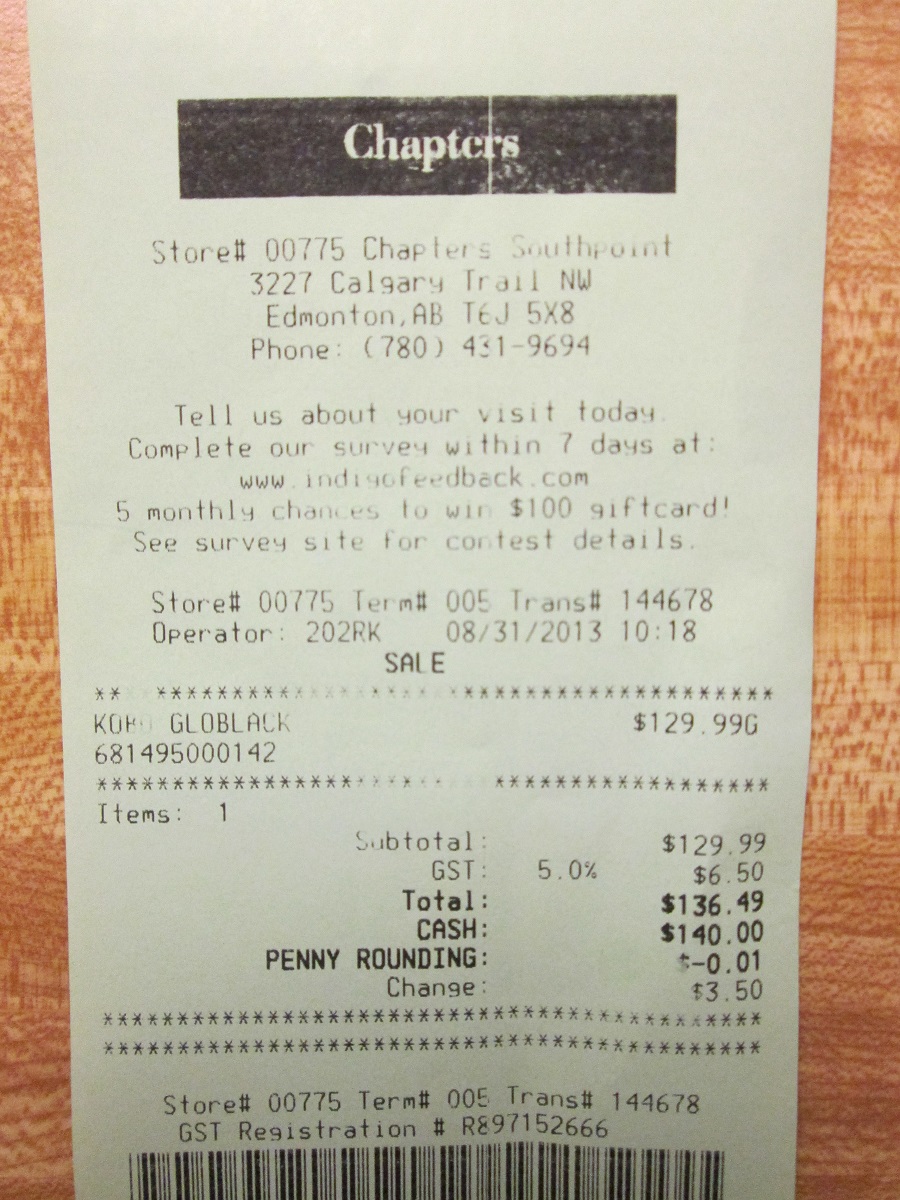 Chapters
Store# 00775 Chapters Southpoint
3227 Calgary Trail NW
Edmonton,AB T6J 5X8
Phone: (780) 431-9694
Tell us about your visit today.
Complete our survey within 7 days at:
www.indigofeedback.com
5 monthly chances to win $100 giftcard!
See survey site for contest details.
Store# 00775 Term# 005 Trans# 144678
Operator: 202RK 08/31/2013 10:18
SALE
** *****************************************
KOBO GLOBLACK $129.99G
681495000142
********************************************
Items: 1
Subtotal: $129.99
GST: 5.0% $6.50
Total: $136.49
CASH: $140.00
PENNY ROUNDING: $-0.01
Change: $3.50
********************************************
********************************************
Store# 00775 Term# 005 Trans# 144678
GST Registration # R897152666